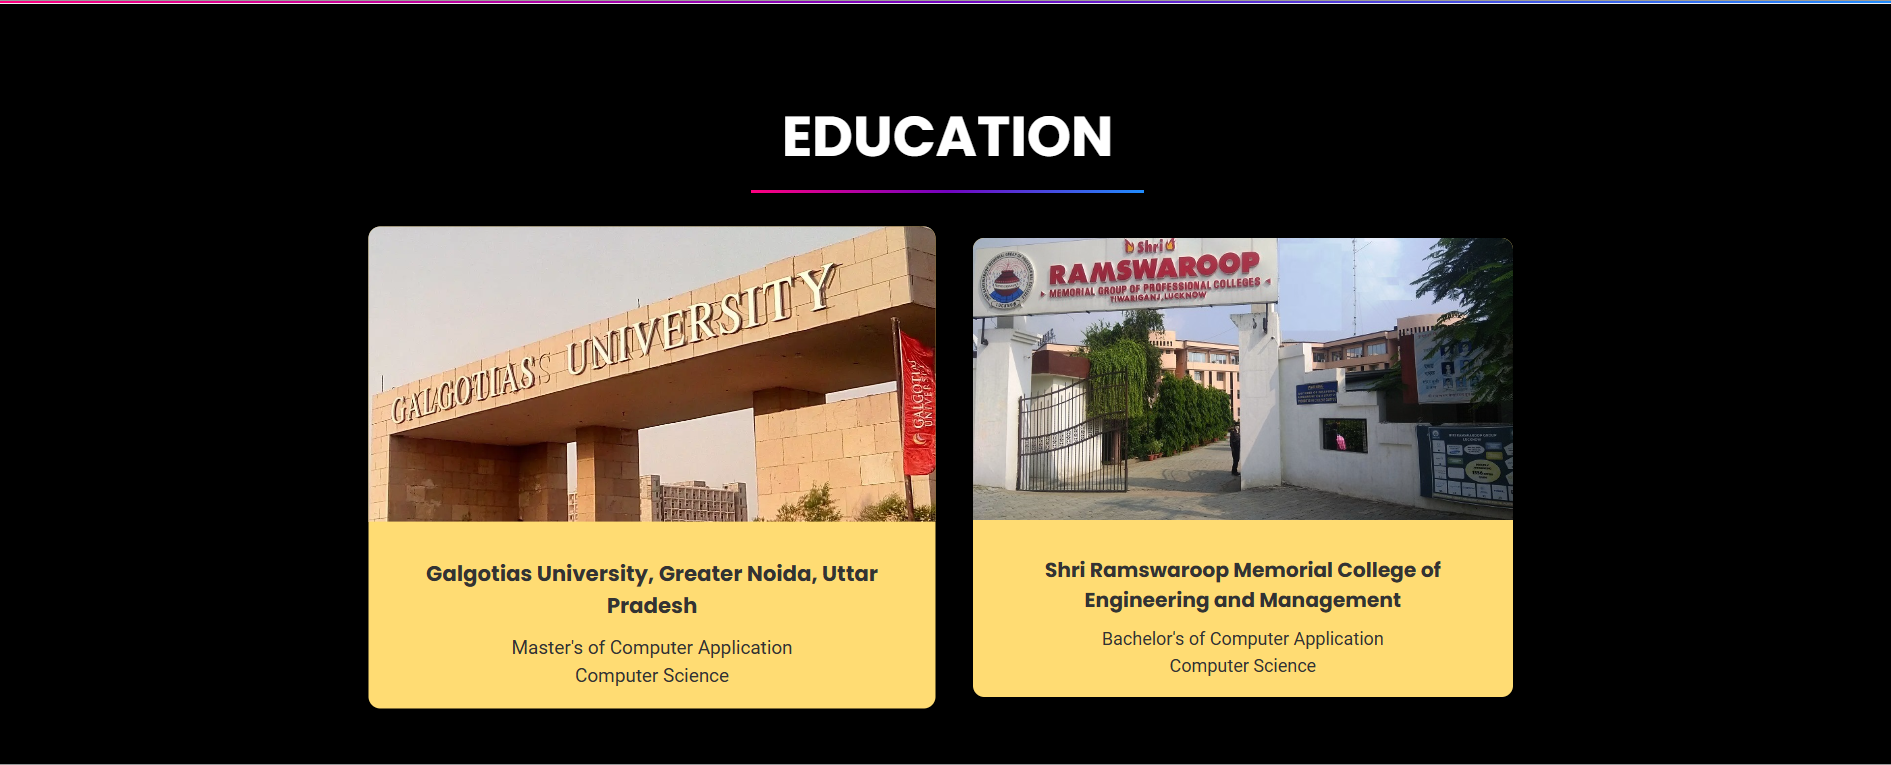 EDUCATION
GALGOTIAS UNIVERSITY
GALGOTIAS
UNIVERSITY
Galgotias University, Greater Noida, Uttar
Pradesh
Master's of Computer Application
Computer Science
Shri
RAMSWAROOP
MEMORIAL GROUP OF PROFESSIONAL COLLEGES
TIWARIGANJ, LUCKNOW
Shri Ramswaroop Memorial College of
Engineering and Management
Bachelor's of Computer Application
Computer Science